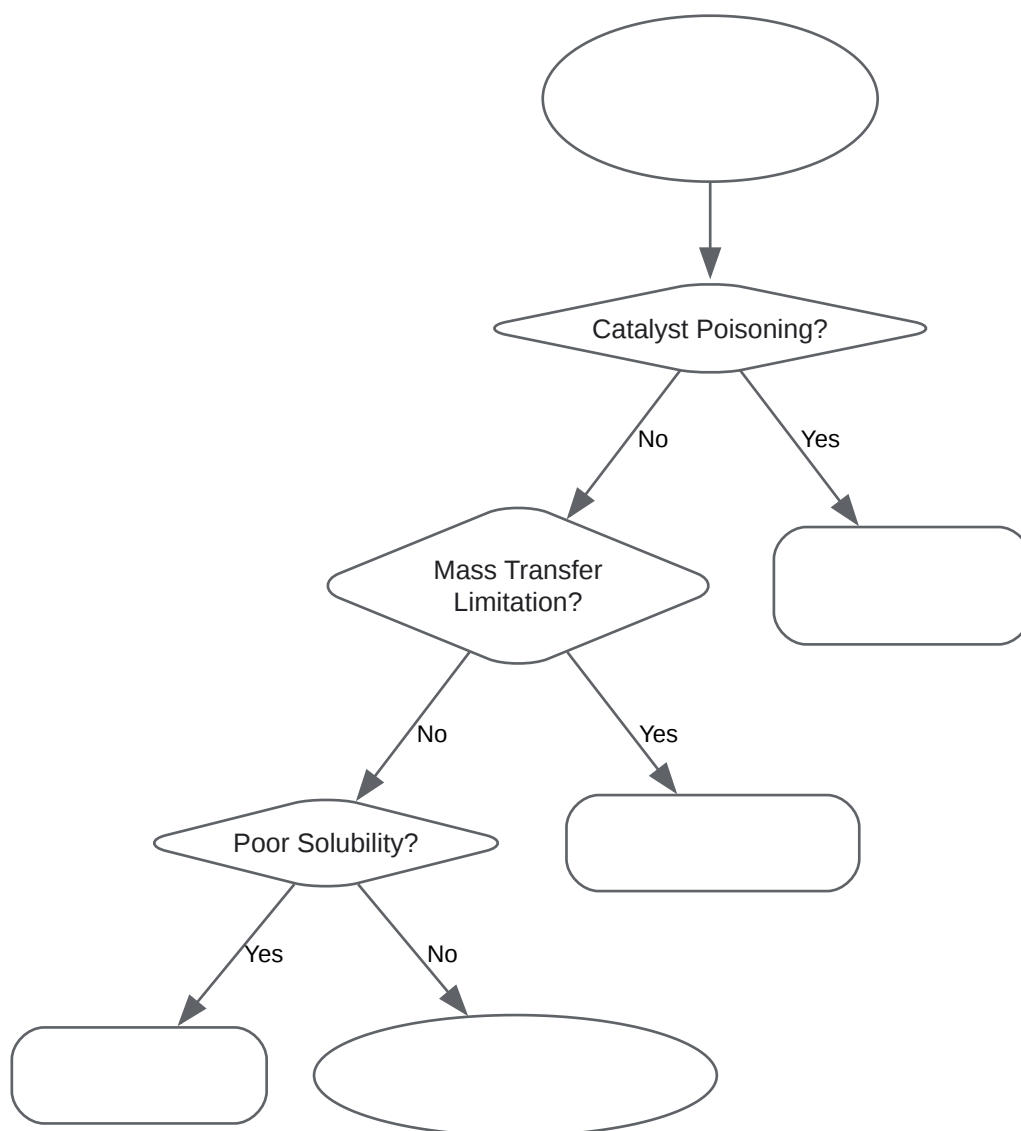 Catalyst Poisoning?
No
Yes
Mass Transfer
Limitation?
No
Yes
Poor Solubility?
Yes
No